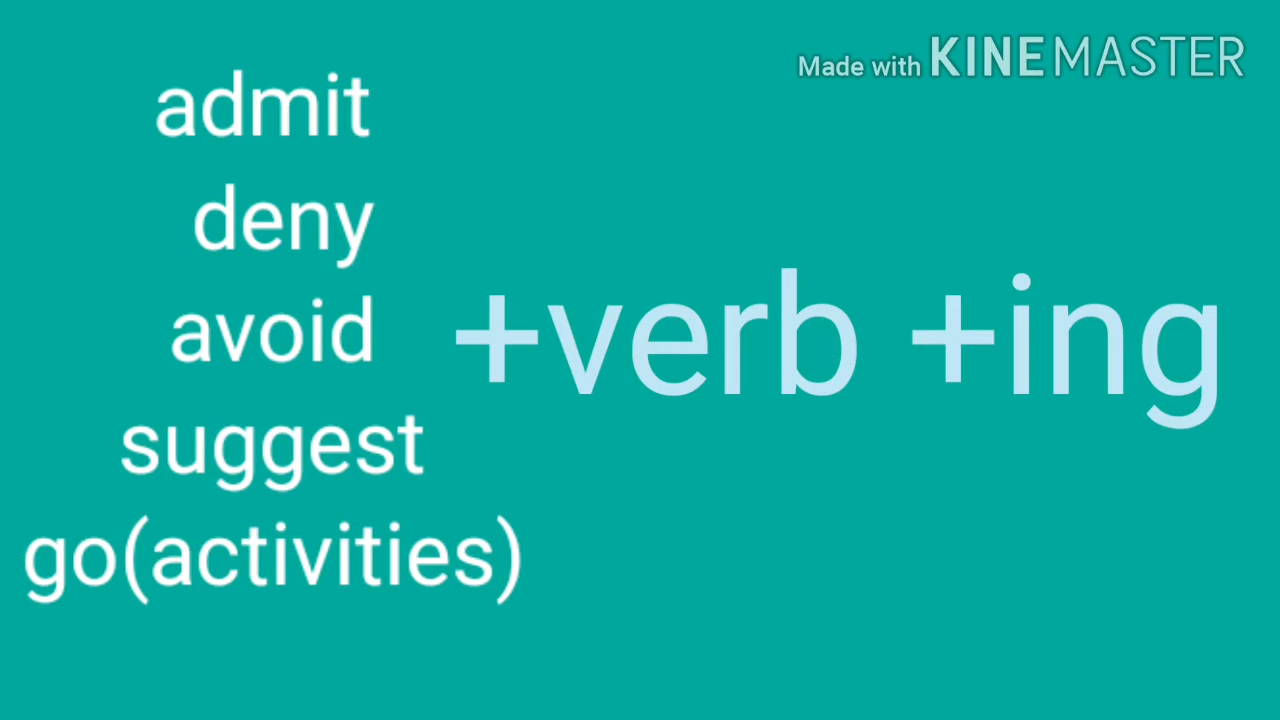 Made with KINEMASTER
admit
deny
avoid
+verb +ing
suggest
go(activities)